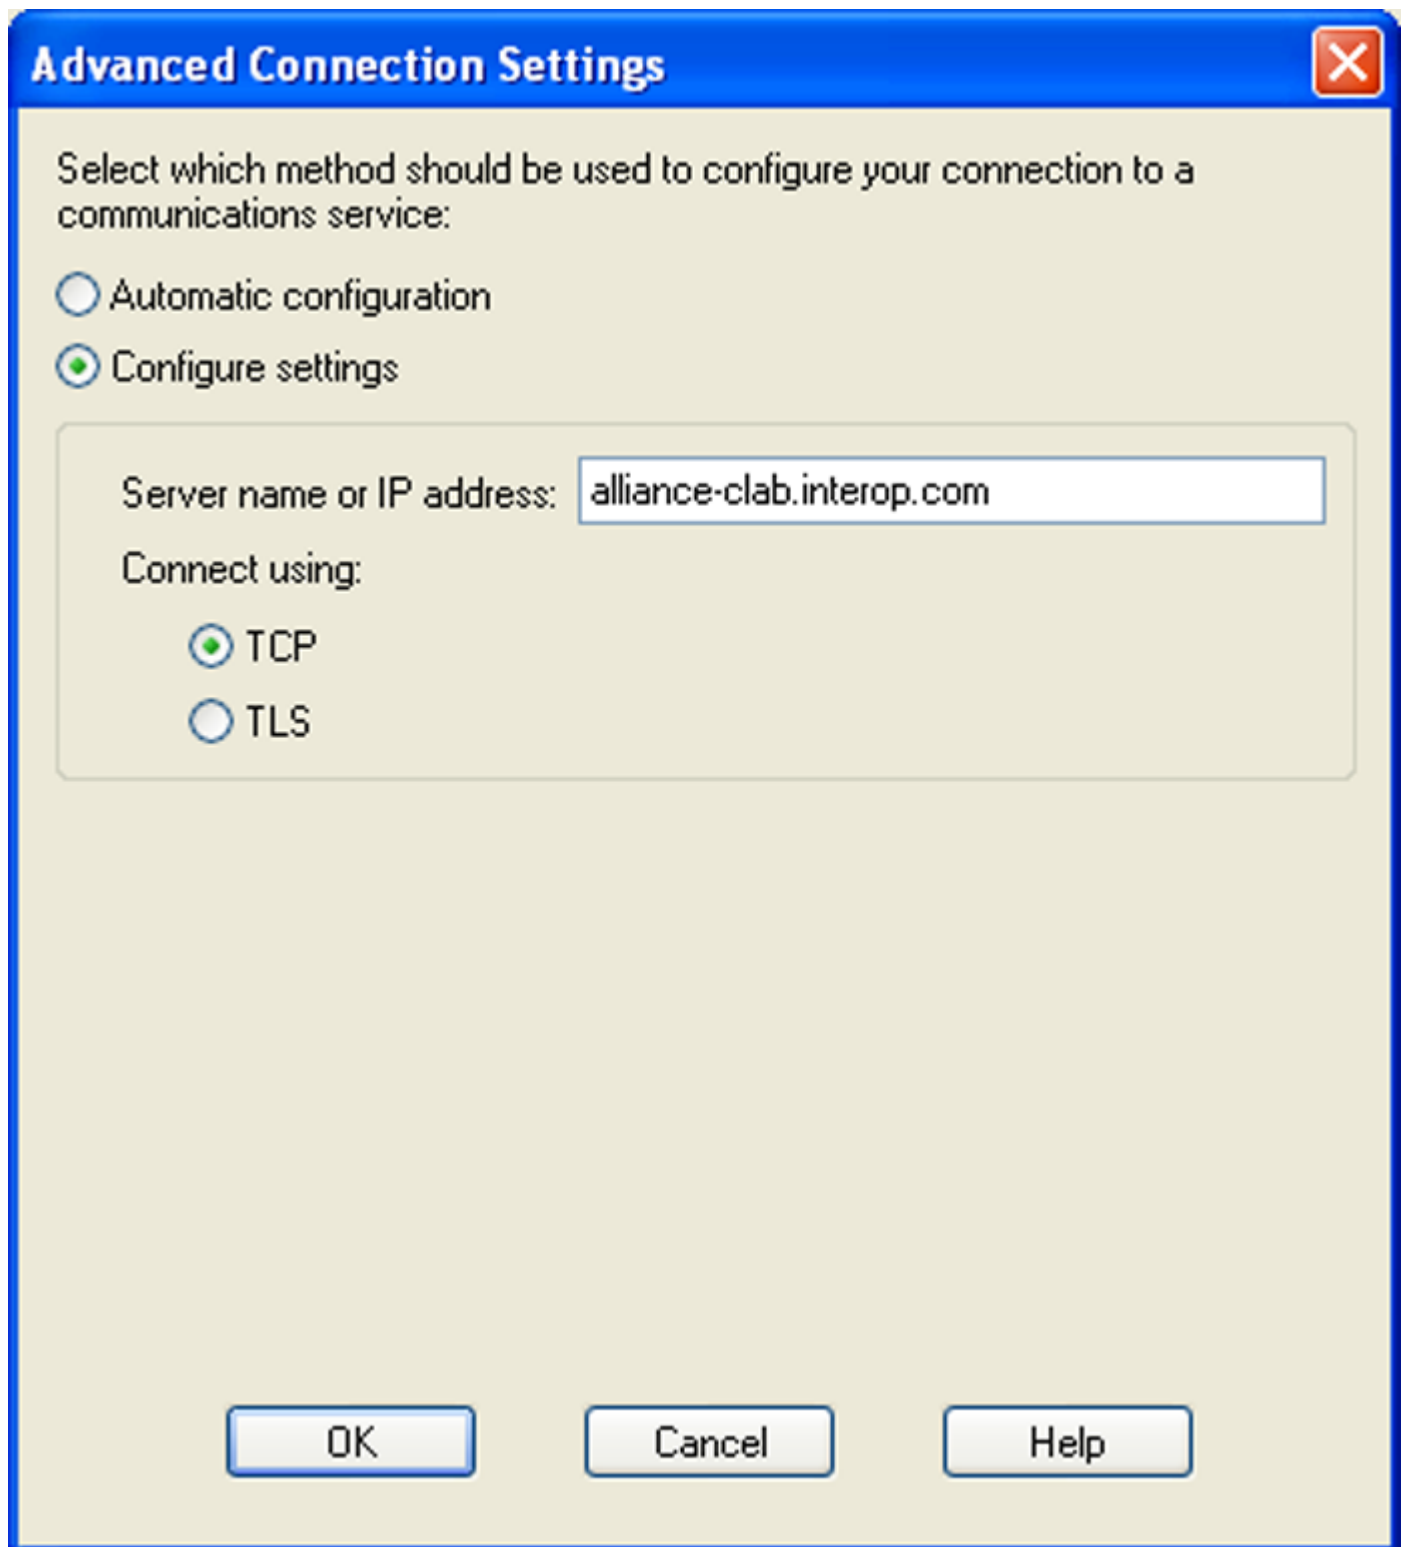 Advanced Connection Settings
Select which method should be used to configure your connection to a
communications service:
Automatic configuration
Configure settings
Server name or IP address: alliance-clab.interop.com
Connect using:
TCP
TLS
OK Cancel Help